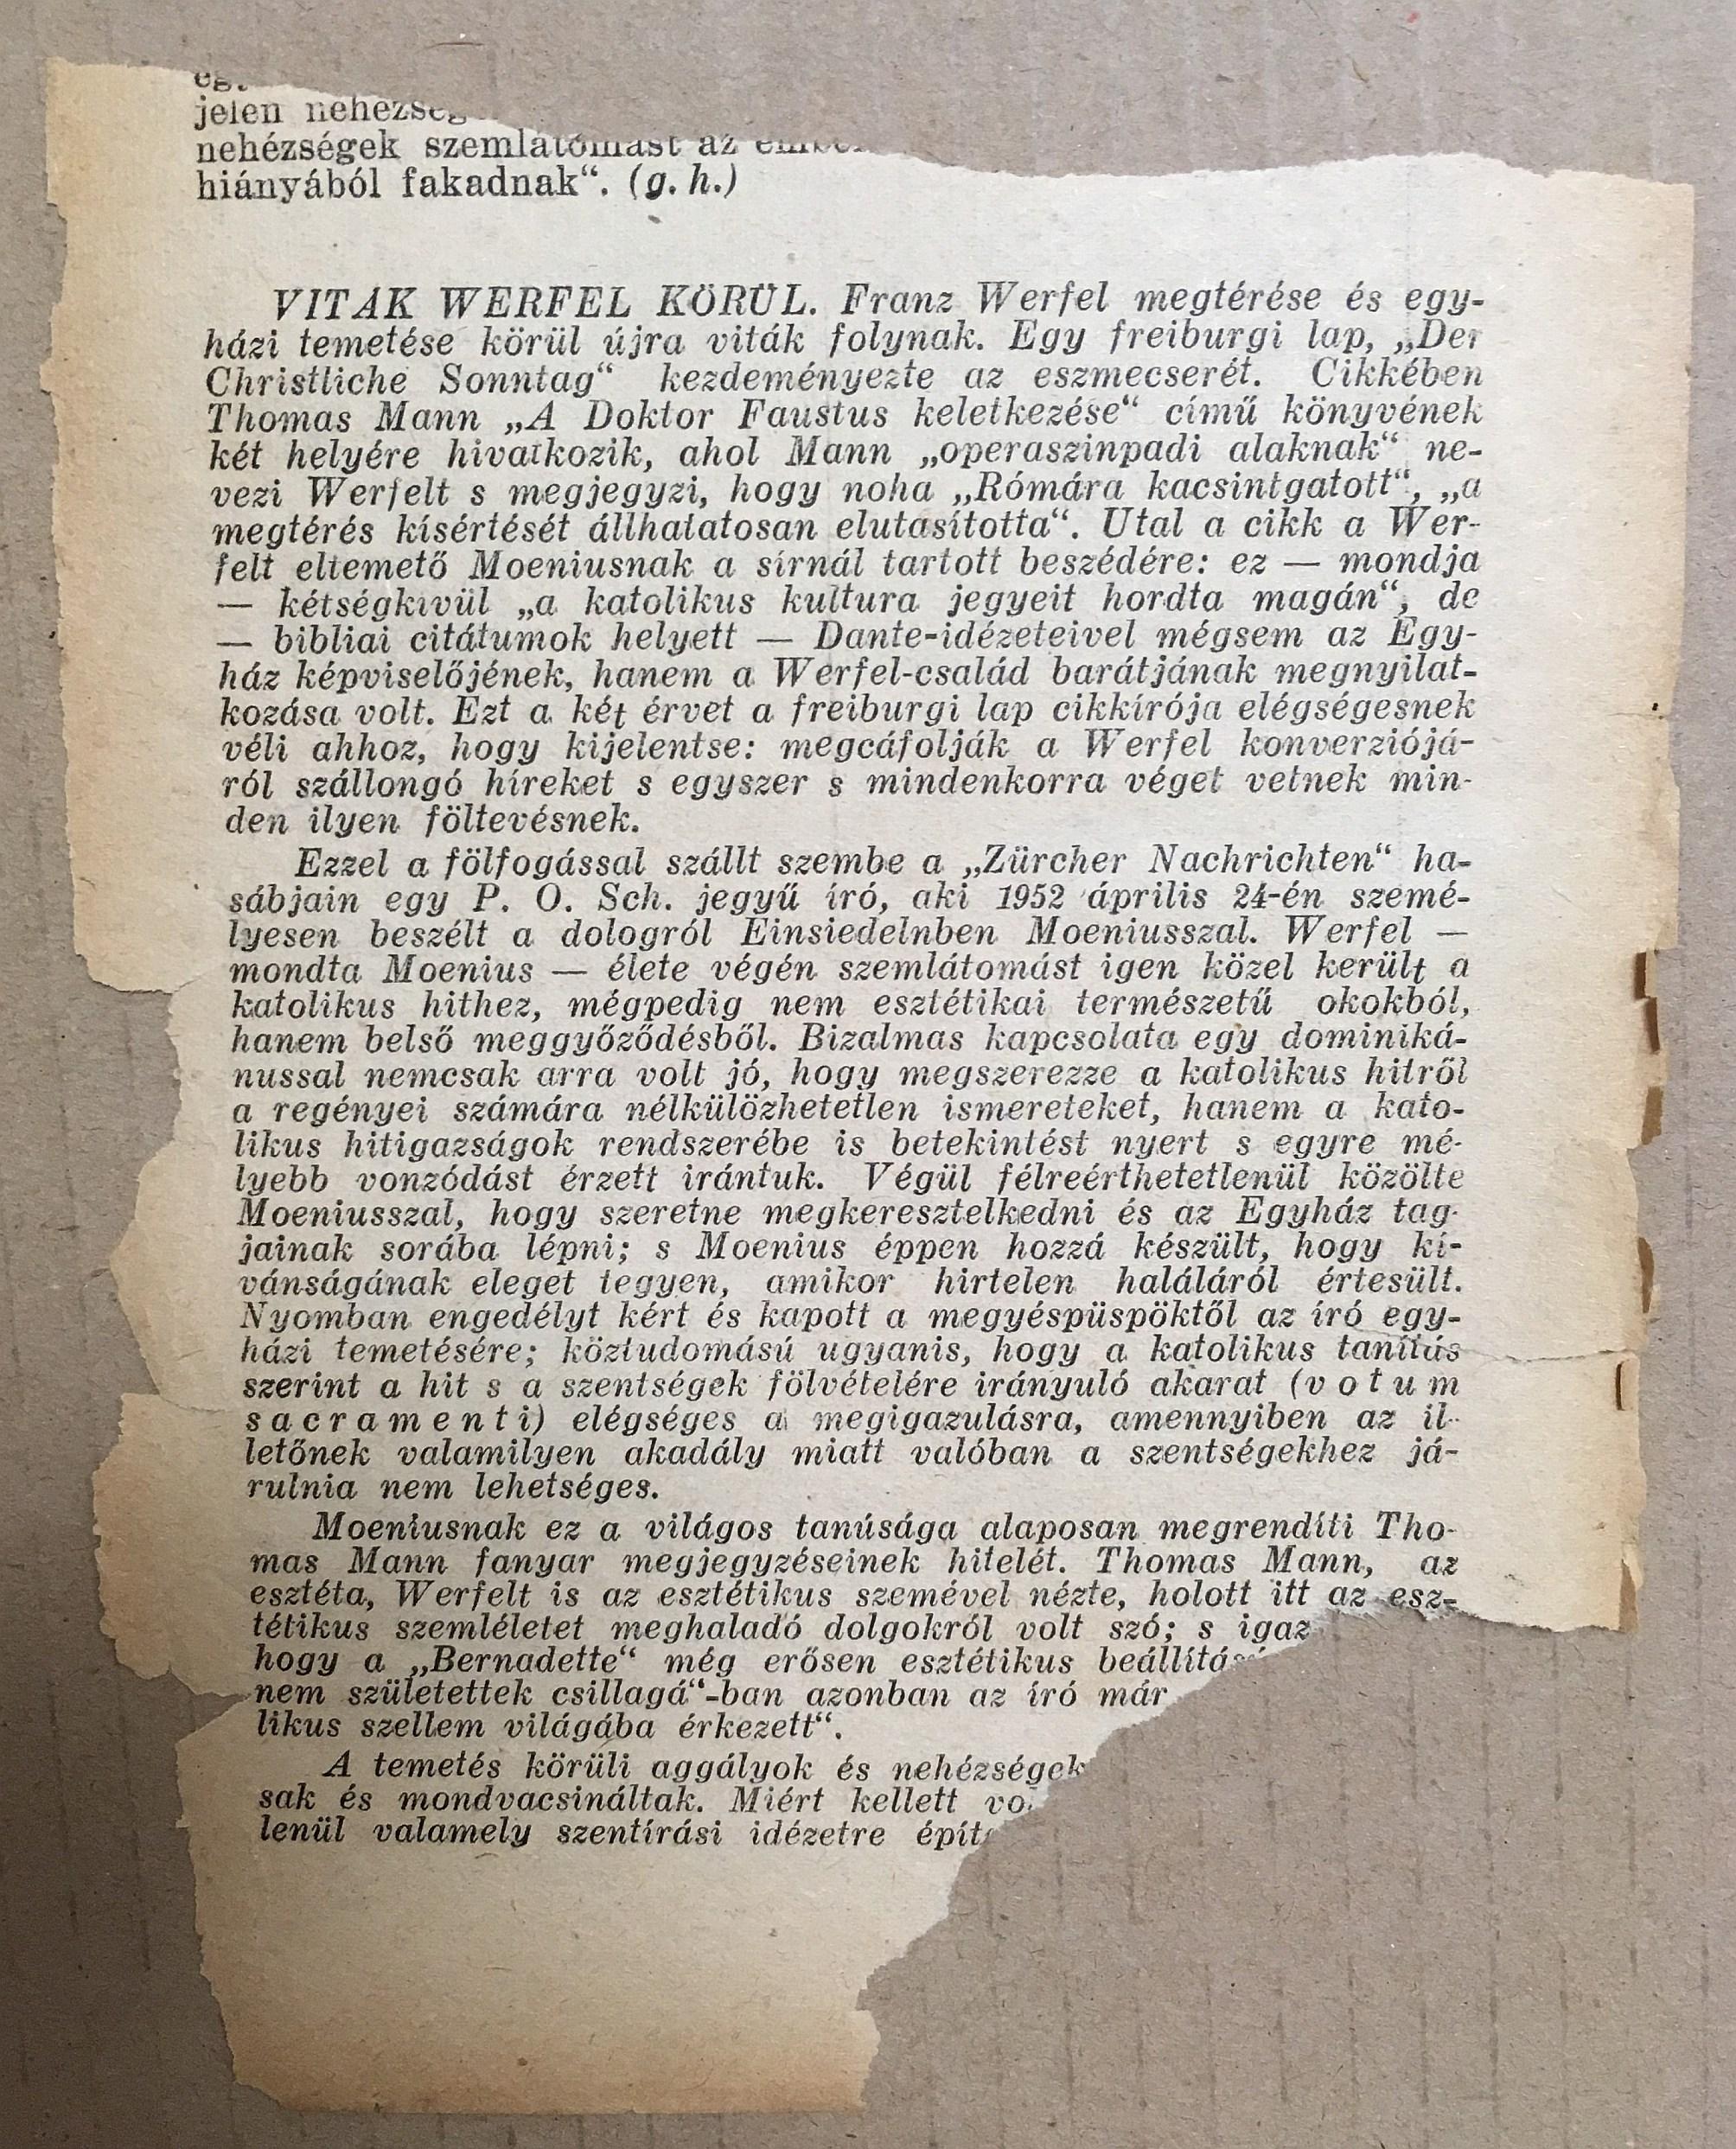 jelen
nehézségek szemlátomást az
hiányából fakadnak“. (g. h.)
VITÁK WERFEL KÖRÜL. Franz Werfel megtérése és egy-
házi temetése körül újra viták folynak. Egy freiburgi lap, „Der
Christliche Sonntag“ kezdeményezte az eszmecserét. Cikkében
Thomas Mann „A Doktor Faustus keletkezése“ című könyvének
két helyére hivatkozik, ahol Mann „operaszinpadi alaknak“ ne-
vezi Werfelt s megjegyzi, hogy noha „Rómára kacsintgatott“, „a
megtérés kísértését állhatatosan elutasította“. Utal a cikk a Wer-
felt eltemető Moeniusnak a sírnál tartott beszédére: ez — mondja
— kétségkívül „a katolikus kultura jegyeit hordta magán“, de
— bibliai citátumok helyett — Dante-idézeteivel mégsem az Egy-
ház képviselőjének, hanem a Werfel-család barátjának megnyilat-
kozása volt. Ezt a két érvet a freiburgi lap cikkírója elégségesnek
véli ahhoz, hogy kijelentse: megcáfolják a Werfel konverziójá-
ról szállongó híreket s egyszer s mindenkorra véget vetnek min-
den ilyen föltevésnek.
Ezzel a fölfogással szállt szembe a „Zürcher Nachrichten“ ha-
sábjain egy P. O. Sch. jegyű író, aki 1952 április 24-én szemé-
lyesen beszélt a dologról Einsiedelnben Moeniusszal. Werfel —
mondta Moenius — élete végén szemlátomást igen közel került a
katolikus hithez, mégpedig nem esztétikai természetű okokból,
hanem belső meggyőződésből. Bizalmas kapcsolata egy dominiká-
nussal nemcsak arra volt jó, hogy megszerezze a katolikus hitről
a regényei számára nélkülözhetetlen ismereteket, hanem a kato-
likus hitigazságok rendszerébe is betekintést nyert s egyre mé-
lyebb vonzódást érzett irántuk. Végül félreérthetetlenül közölte
Moeniusszal, hogy szeretne megkeresztelkedni és az Egyház tag-
jainak sorába lépni; s Moenius éppen hozzá készült, hogy kí-
vánságának eleget tegyen, amikor hirtelen haláláról értesült.
Nyomban engedélyt kért és kapott a megyéspüspöktől az író egy-
házi temetésére; köztudomású ugyanis, hogy a katolikus tanítás
szerint a hit s a szentségek fölvételére irányuló akarat (votum
sacramenti) elégséges a megigazulásra, amennyiben az il-
letőnek valamilyen akadály miatt valóban a szentségekhez já-
rulnia nem lehetséges.
Moeniusnak ez a világos tanúsága alaposan megrendíti Tho-
mas Mann fanyar megjegyzéseinek hitelét. Thomas Mann, az
esztéta, Werfelt is az esztétikus szemével nézte, holott itt az esz-
tétikus szemléletet meghaladó dolgokról volt szó; s igaz
hogy a „Bernadette“ még erősen esztétikus
nem születettek csillagá“-ban azonban az író már
likus szellem világába érkezett“.
A temetés körüli aggályok és nehézségek
sak és mondvacsináltak. Miért kellett
lenül valamely szentírási idézetre